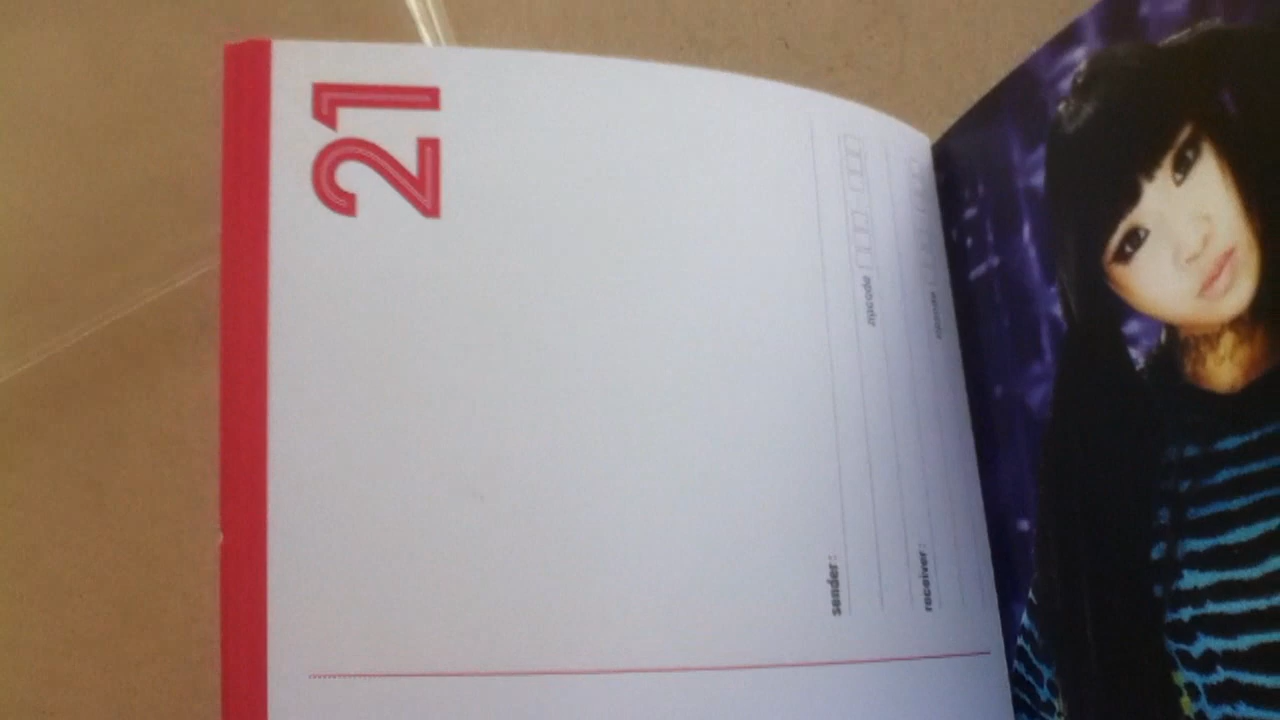 21
sender :
zipcode
receiver :
zipcode